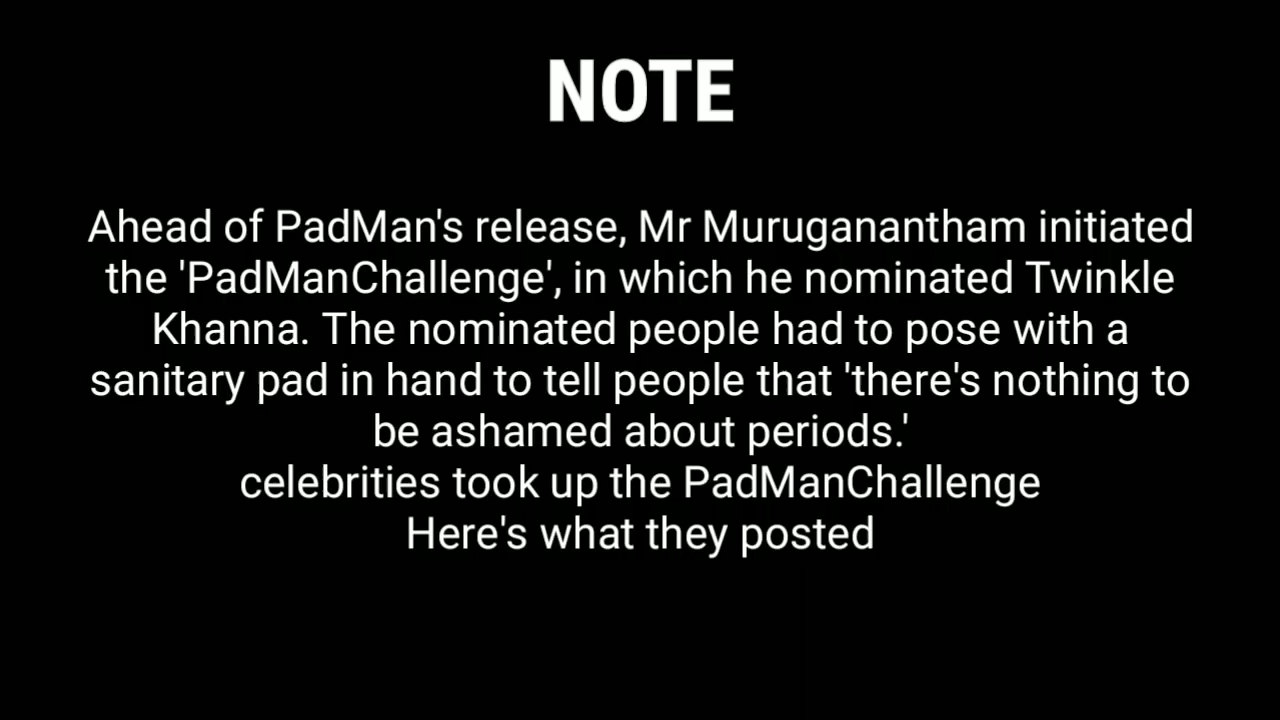 NOTE
Ahead of PadMan's release, Mr Muruganantham initiated
the 'PadManChallenge', in which he nominated Twinkle
Khanna. The nominated people had to pose with a
sanitary pad in hand to tell people that 'there's nothing to
be ashamed about periods.'
celebrities took up the PadManChallenge
Here's what they posted